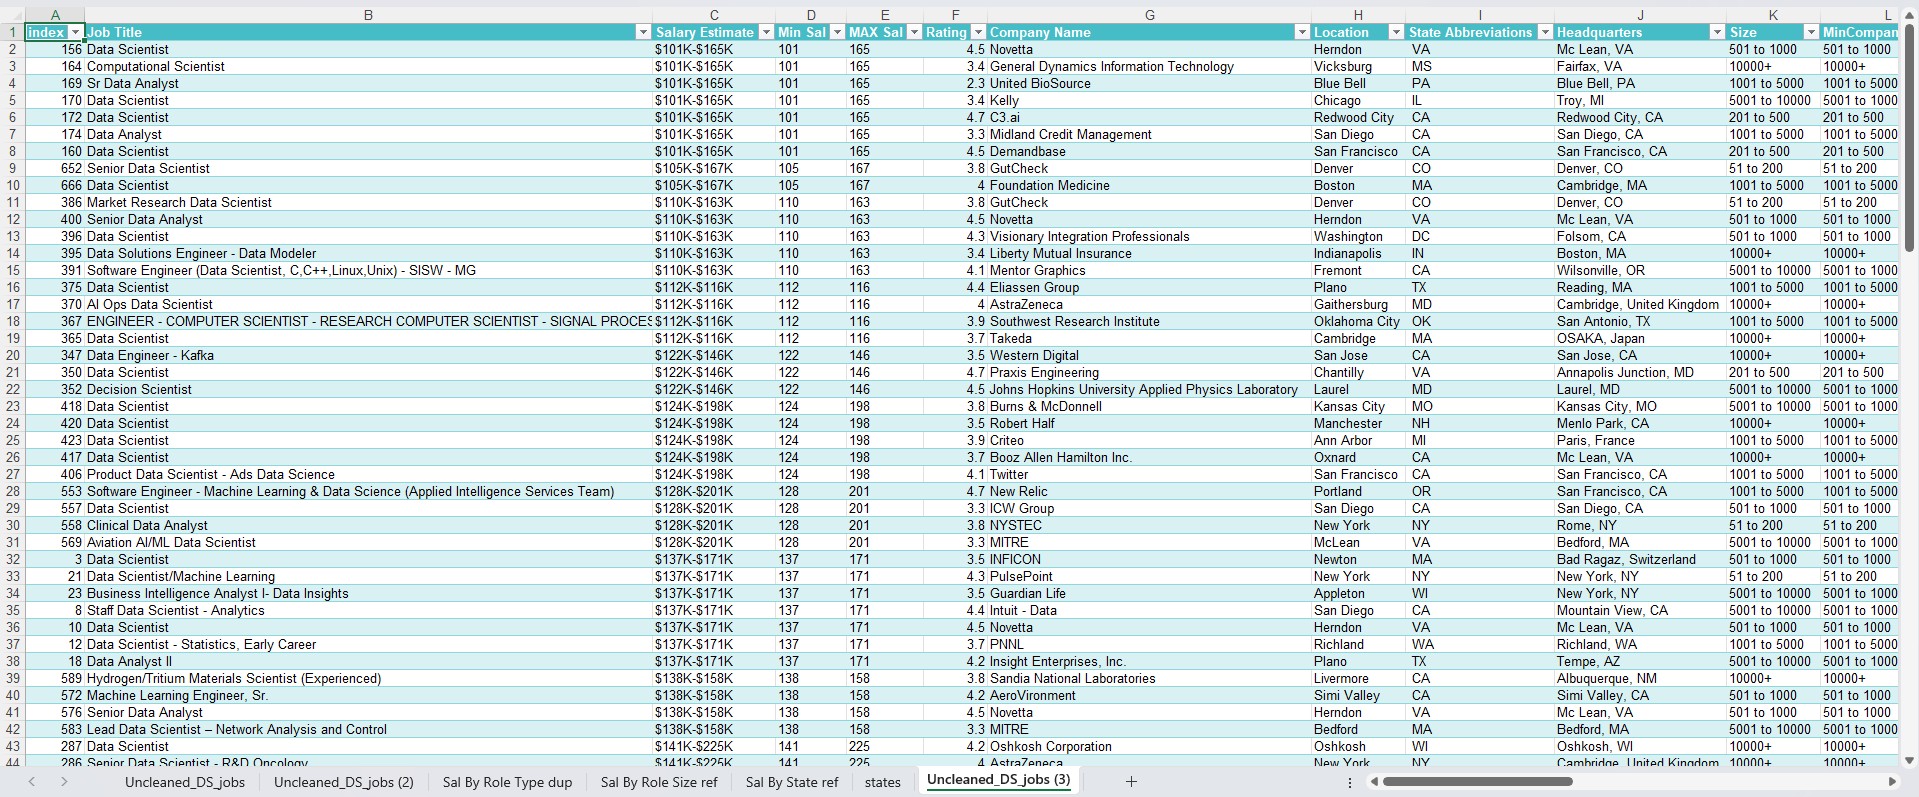 A B C D E F G H I J K L
1 index Job Title Salary Estimate Min Sal MAX Sal Rating Company Name Location State Abbreviations Headquarters Size MinCompan
2 156 Data Scientist $101K-$165K 101 165 4.5 Novetta Herndon VA Mc Lean, VA 501 to 1000 501 to 1000
3 164 Computational Scientist $101K-$165K 101 165 3.4 General Dynamics Information Technology Vicksburg MS Fairfax, VA 10000+ 10000+
4 169 Sr Data Analyst $101K-$165K 101 165 2.3 United BioSource Blue Bell PA Blue Bell, PA 1001 to 5000 1001 to 5000
5 170 Data Scientist $101K-$165K 101 165 3.4 Kelly Chicago IL Troy, MI 5001 to 10000 5001 to 1000
6 172 Data Scientist $101K-$165K 101 165 4.7 C3.ai Redwood City CA Redwood City, CA 201 to 500 201 to 500
7 174 Data Analyst $101K-$165K 101 165 3.3 Midland Credit Management San Diego CA San Diego, CA 1001 to 5000 1001 to 5000
8 160 Data Scientist $101K-$165K 101 165 4.5 Demandbase San Francisco CA San Francisco, CA 201 to 500 201 to 500
9 652 Senior Data Scientist $105K-$167K 105 167 3.8 GutCheck Denver CO Denver, CO 51 to 200 51 to 200
10 666 Data Scientist $105K-$167K 105 167 4 Foundation Medicine Boston MA Cambridge, MA 1001 to 5000 1001 to 5000
11 386 Market Research Data Scientist $110K-$163K 110 163 3.8 GutCheck Denver CO Denver, CO 51 to 200 51 to 200
12 400 Senior Data Analyst $110K-$163K 110 163 4.5 Novetta Herndon VA Mc Lean, VA 501 to 1000 501 to 1000
13 396 Data Scientist $110K-$163K 110 163 4.3 Visionary Integration Professionals Washington DC Folsom, CA 501 to 1000 501 to 1000
14 395 Data Solutions Engineer - Data Modeler $110K-$163K 110 163 3.4 Liberty Mutual Insurance Indianapolis IN Boston, MA 10000+ 10000+
15 391 Software Engineer (Data Scientist, C,C++,Linux,Unix) - SISW - MG $110K-$163K 110 163 4.1 Mentor Graphics Fremont CA Wilsonville, OR 5001 to 10000 5001 to 1000
16 375 Data Scientist $112K-$116K 112 116 4.4 Eliassen Group Plano TX Reading, MA 1001 to 5000 1001 to 5000
17 370 AI Ops Data Scientist $112K-$116K 112 116 4 AstraZeneca Gaithersburg MD Cambridge, United Kingdom 10000+ 10000+
18 367 ENGINEER - COMPUTER SCIENTIST - RESEARCH COMPUTER SCIENTIST - SIGNAL PROCES $112K-$116K 112 116 3.9 Southwest Research Institute Oklahoma City OK San Antonio, TX 1001 to 5000 1001 to 5000
19 365 Data Scientist $112K-$116K 112 116 3.7 Takeda Cambridge MA OSAKA, Japan 10000+ 10000+
20 347 Data Engineer - Kafka $122K-$146K 122 146 3.5 Western Digital San Jose CA San Jose, CA 10000+ 10000+
21 350 Data Scientist $122K-$146K 122 146 4.7 Praxis Engineering Chantilly VA Annapolis Junction, MD 201 to 500 201 to 500
22 352 Decision Scientist $122K-$146K 122 146 4.5 Johns Hopkins University Applied Physics Laboratory Laurel MD Laurel, MD 5001 to 10000 5001 to 1000
23 418 Data Scientist $124K-$198K 124 198 3.8 Burns & McDonnell Kansas City MO Kansas City, MO 5001 to 10000 5001 to 1000
24 420 Data Scientist $124K-$198K 124 198 3.5 Robert Half Manchester NH Menlo Park, CA 10000+ 10000+
25 423 Data Scientist $124K-$198K 124 198 3.9 Criteo Ann Arbor MI Paris, France 1001 to 5000 1001 to 5000
26 417 Data Scientist $124K-$198K 124 198 3.7 Booz Allen Hamilton Inc. Oxnard CA Mc Lean, VA 10000+ 10000+
27 406 Product Data Scientist - Ads Data Science $124K-$198K 124 198 4.1 Twitter San Francisco CA San Francisco, CA 1001 to 5000 1001 to 5000
28 553 Software Engineer - Machine Learning & Data Science (Applied Intelligence Services Team) $128K-$201K 128 201 4.7 New Relic Portland OR San Francisco, CA 1001 to 5000 1001 to 5000
29 557 Data Scientist $128K-$201K 128 201 3.3 ICW Group San Diego CA San Diego, CA 501 to 1000 501 to 1000
30 558 Clinical Data Analyst $128K-$201K 128 201 3.8 NYSTEC New York NY Rome, NY 51 to 200 51 to 200
31 569 Aviation AI/ML Data Scientist $128K-$201K 128 201 3.3 MITRE McLean VA Bedford, MA 5001 to 10000 5001 to 1000
32 3 Data Scientist $137K-$171K 137 171 3.5 INFICON Newton MA Bad Ragaz, Switzerland 501 to 1000 501 to 1000
33 21 Data Scientist/Machine Learning $137K-$171K 137 171 4.3 PulsePoint New York NY New York, NY 51 to 200 51 to 200
34 23 Business Intelligence Analyst I- Data Insights $137K-$171K 137 171 3.5 Guardian Life Appleton WI New York, NY 5001 to 10000 5001 to 1000
35 8 Staff Data Scientist - Analytics $137K-$171K 137 171 4.4 Intuit - Data San Diego CA Mountain View, CA 5001 to 10000 5001 to 1000
36 10 Data Scientist $137K-$171K 137 171 4.5 Novetta Herndon VA Mc Lean, VA 501 to 1000 501 to 1000
37 12 Data Scientist - Statistics, Early Career $137K-$171K 137 171 3.7 PNNL Richland WA Richland, WA 1001 to 5000 1001 to 5000
38 18 Data Analyst II $137K-$171K 137 171 4.2 Insight Enterprises, Inc. Plano TX Tempe, AZ 5001 to 10000 5001 to 1000
39 589 Hydrogen/Tritium Materials Scientist (Experienced) $138K-$158K 138 158 3.8 Sandia National Laboratories Livermore CA Albuquerque, NM 10000+ 10000+
40 572 Machine Learning Engineer, Sr. $138K-$158K 138 158 4.2 AeroVironment Simi Valley CA Simi Valley, CA 501 to 1000 501 to 1000
41 576 Senior Data Analyst $138K-$158K 138 158 4.5 Novetta Herndon VA Mc Lean, VA 501 to 1000 501 to 1000
42 583 Lead Data Scientist – Network Analysis and Control $138K-$158K 138 158 3.3 MITRE Bedford MA Bedford, MA 5001 to 10000 5001 to 1000
43 287 Data Scientist $141K-$225K 141 225 4.2 Oshkosh Corporation Oshkosh WI Oshkosh, WI 10000+ 10000+
44 286 Senior Data Scientist - R&D Oncology $141K-$225K 141 225 4 AstraZeneca New York NY Cambridge, United Kingdom 10000+ 10000+
Uncleaned_DS_jobs Uncleaned_DS_jobs (2) Sal By Role Type dup Sal By Role Size ref Sal By State ref states Uncleaned_DS_jobs (3) +